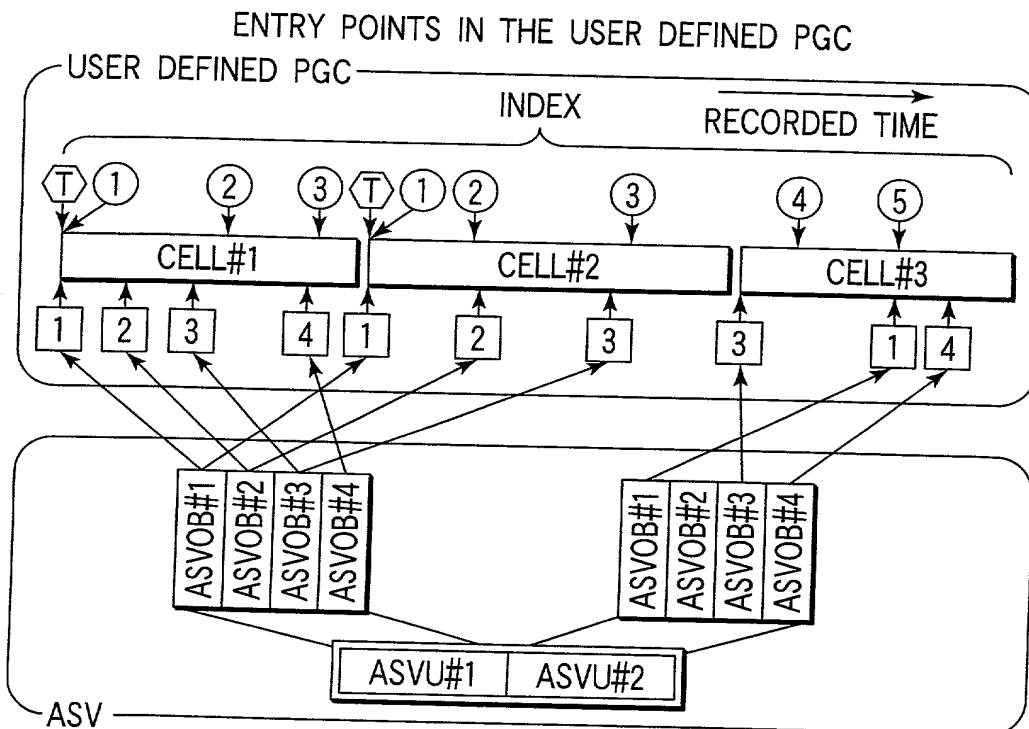 ENTRY POINTS IN THE USER DEFINED PGC
USER DEFINED PGC
INDEX
RECORDED TIME
T 1 2 3 T 1 2 3 4 5
CELL#1 CELL#2 CELL#3
1 2 3 4 1 2 3 3 1 4
ASVOB#1
ASVOB#2
ASVOB#3
ASVOB#4
ASVOB#1
ASVOB#2
ASVOB#3
ASVOB#4
ASVU#1 ASVU#2
ASV